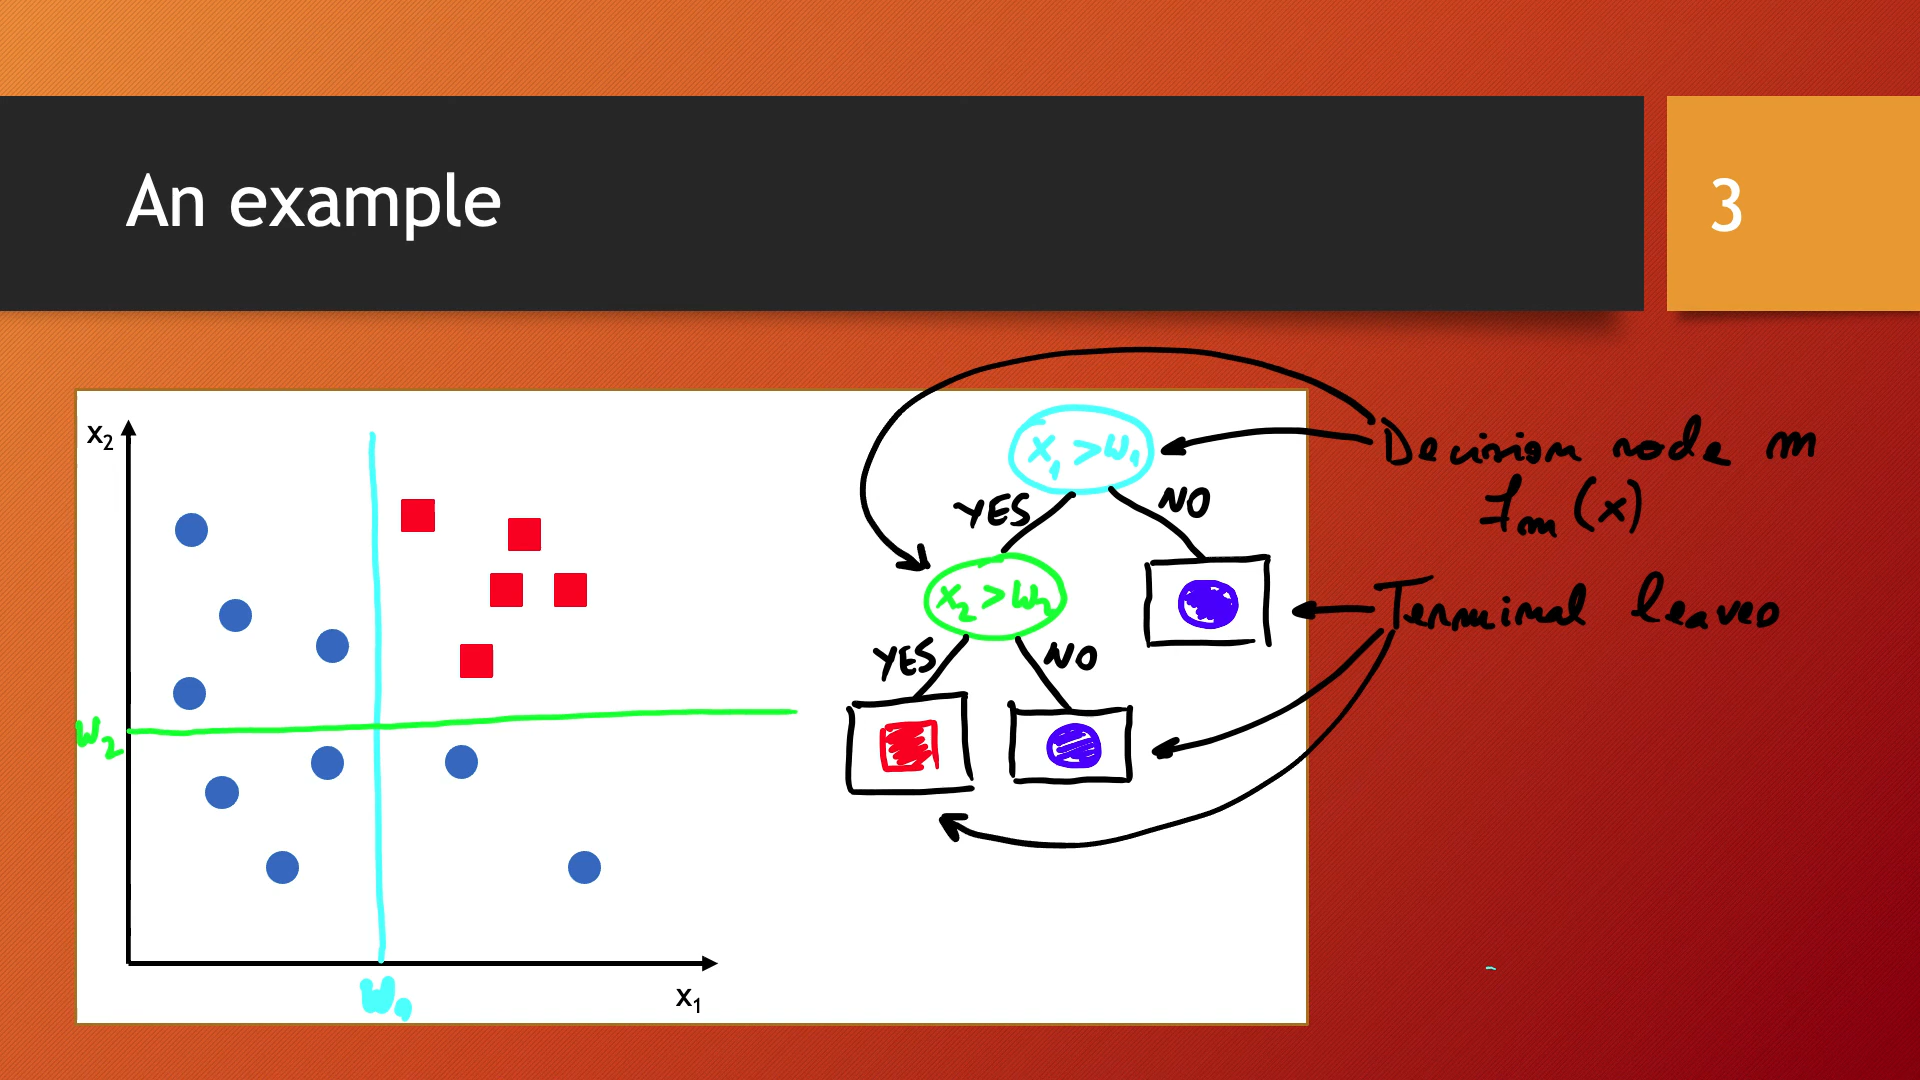 An example
3
x₂
x₁ > w₁
Decision node m
YES
NO
fₘ(x)
x₂ > w₂
Terminal leaves
YES
NO
w₂
w₁
x₁